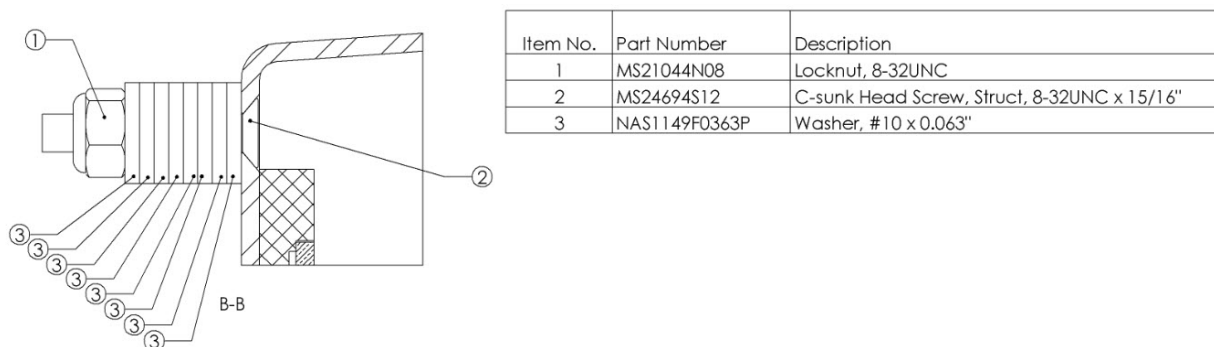 Item No. Part Number Description
1 MS21044N08 Locknut, 8-32UNC
2 MS24694S12 C-sunk Head Screw, Struct, 8-32UNC x 15/16"
3 NAS1149F0363P Washer, #10 x 0.063"
1
2
3
3
3
3
3
3
3
3
B-B